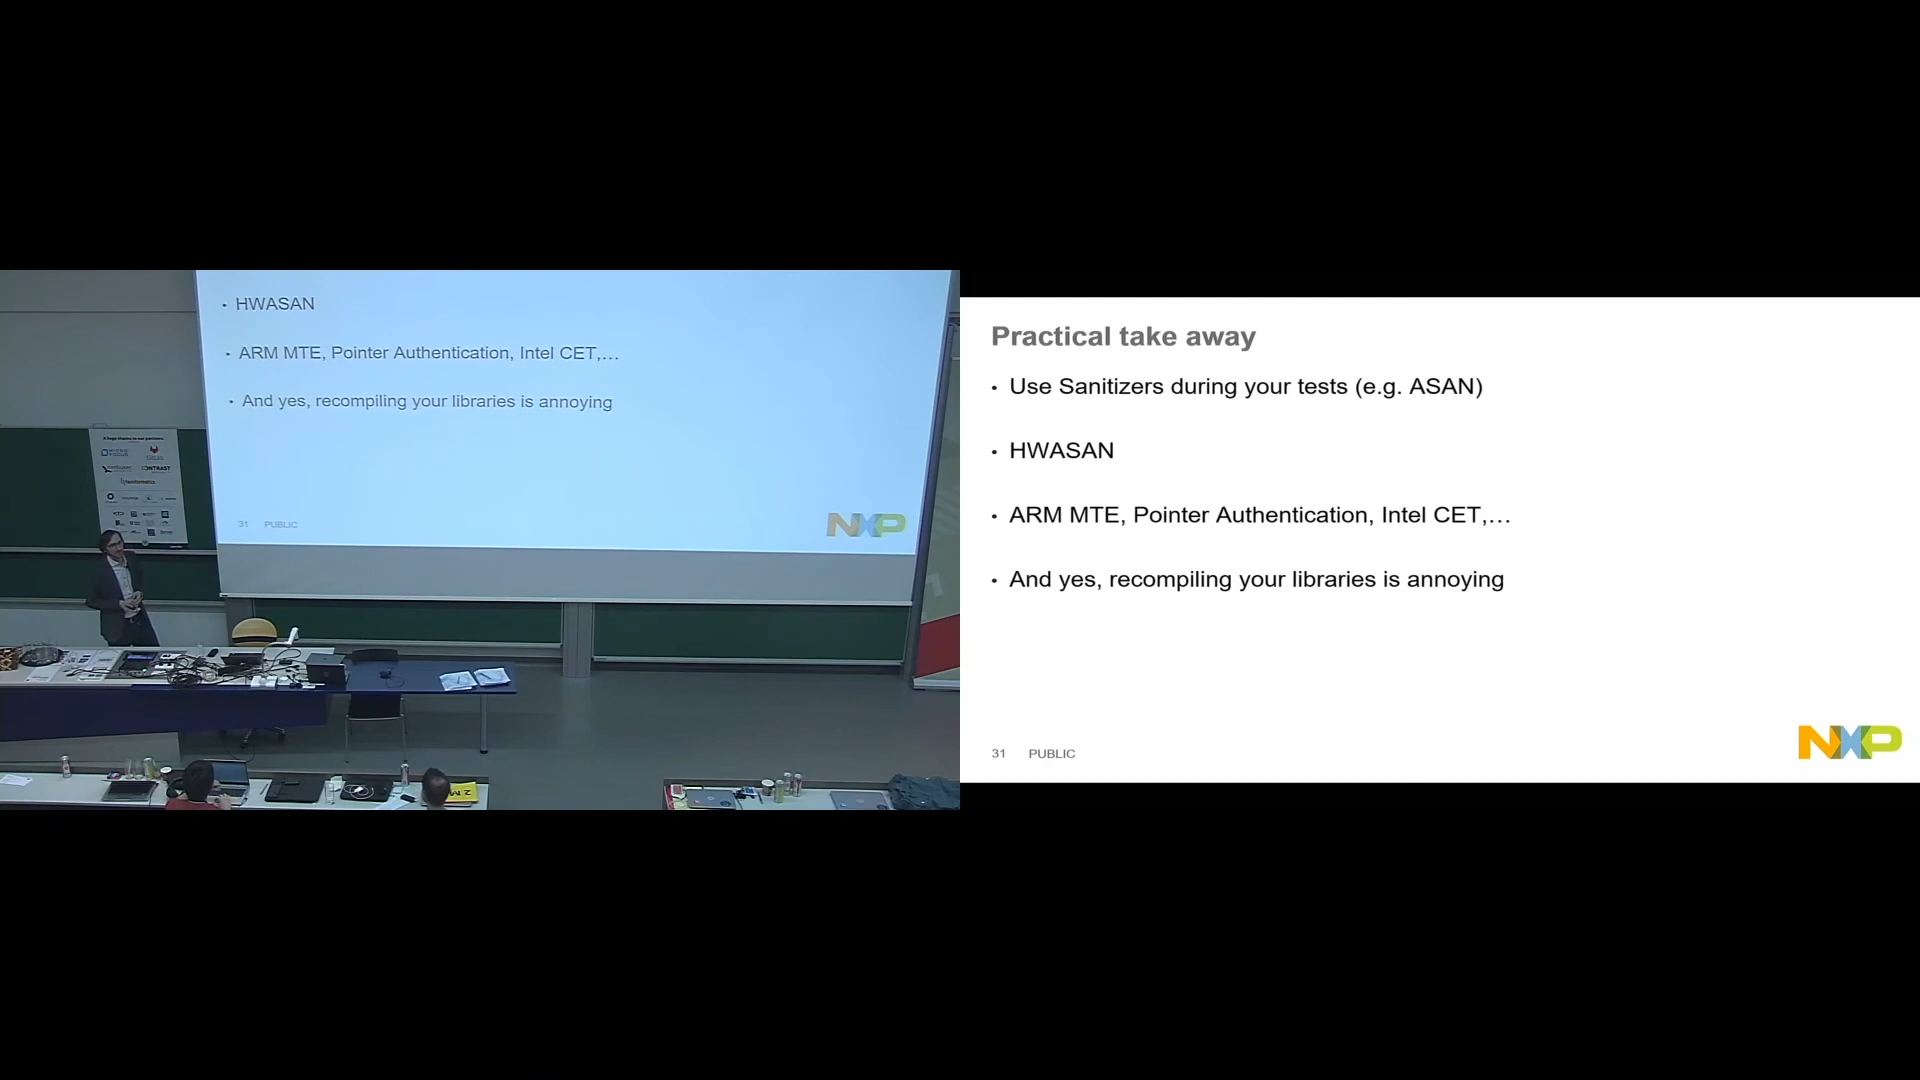 HWASAN
ARM MTE, Pointer Authentication, Intel CET,…
And yes, recompiling your libraries is annoying
31 PUBLIC
NXP
Practical take away
Use Sanitizers during your tests (e.g. ASAN)
HWASAN
ARM MTE, Pointer Authentication, Intel CET,…
And yes, recompiling your libraries is annoying
31 PUBLIC
NXP